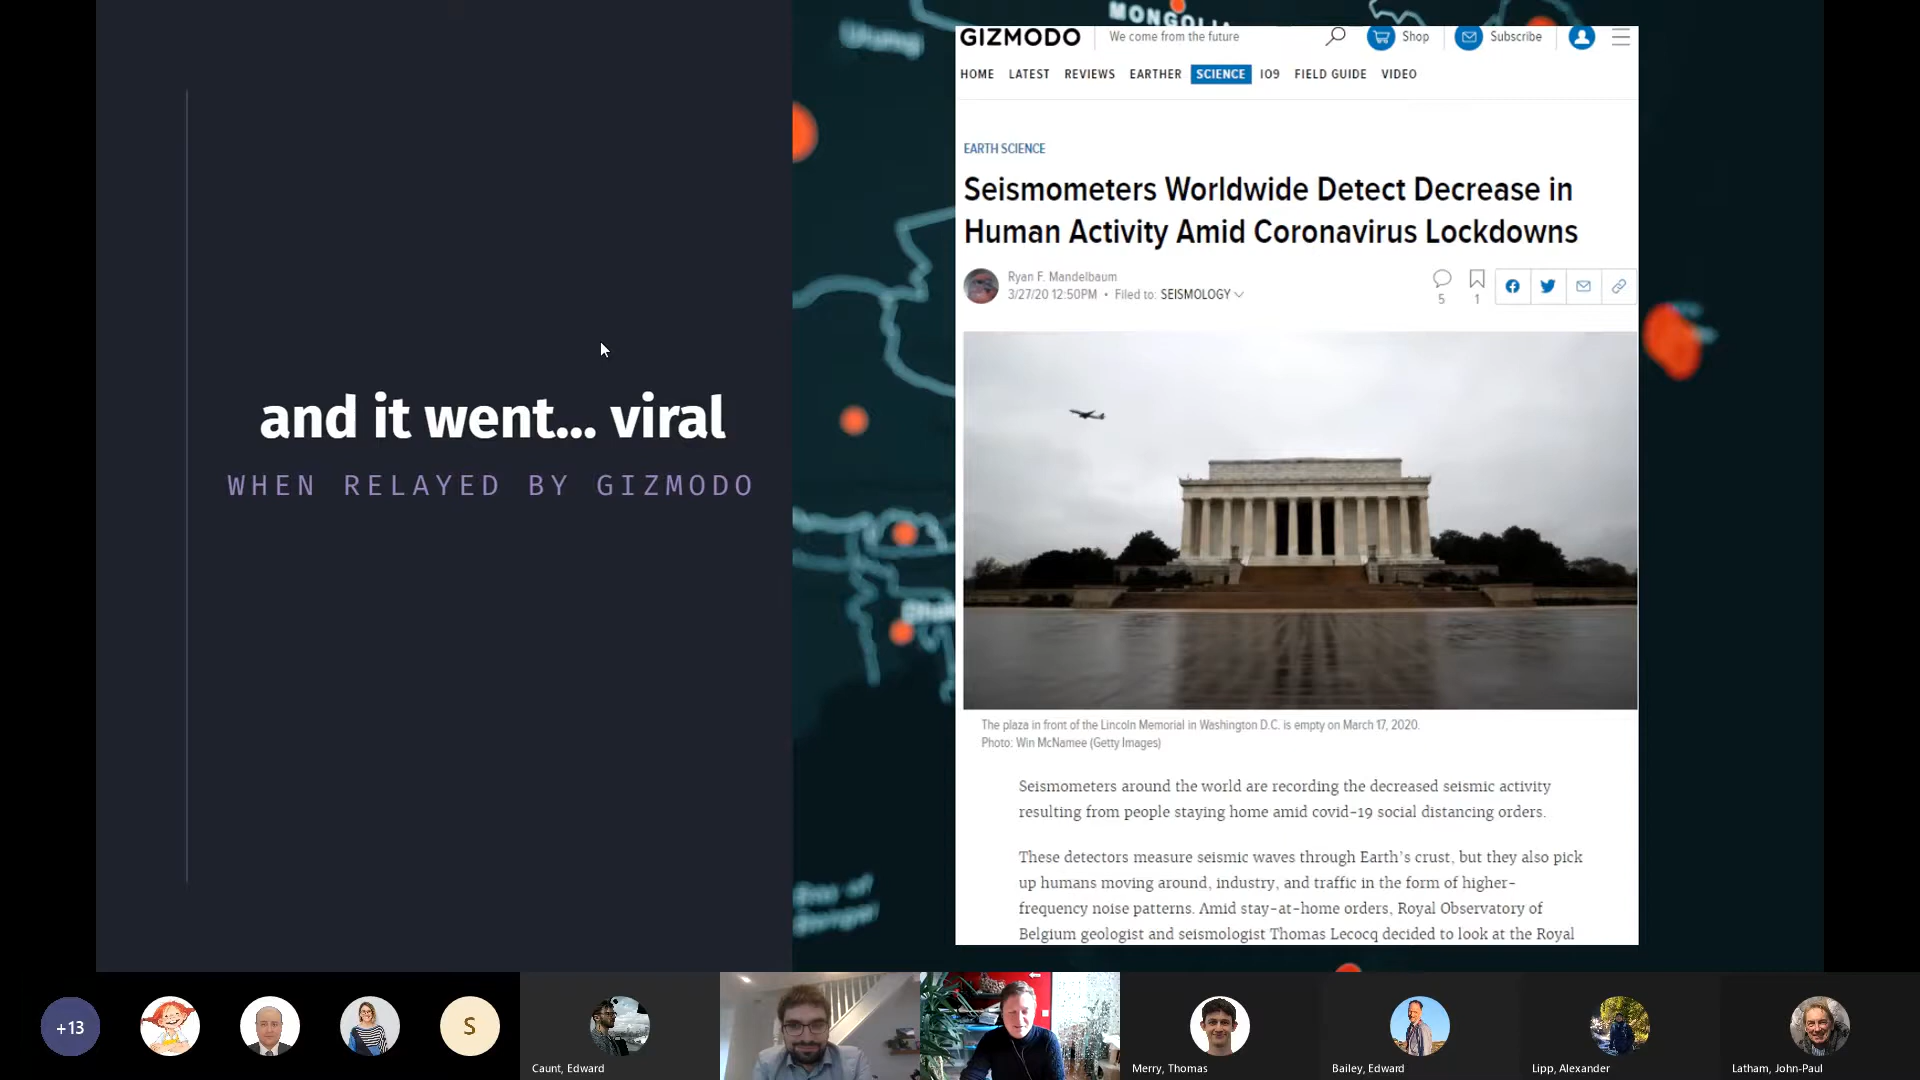 and it went... viral
WHEN RELAYED BY GIZMODO
MONGOLIA
Urumqi
GIZMODO
We come from the future
Shop
Subscribe
HOME LATEST REVIEWS EARTHER SCIENCE IO9 FIELD GUIDE VIDEO
EARTH SCIENCE
Seismometers Worldwide Detect Decrease in
Human Activity Amid Coronavirus Lockdowns
Ryan F. Mandelbaum
3/27/20 12:50PM • Filed to: SEISMOLOGY
5
1
The plaza in front of the Lincoln Memorial in Washington D.C. is empty on March 17, 2020.
Photo: Win McNamee (Getty Images)
Seismometers around the world are recording the decreased seismic activity
resulting from people staying home amid covid-19 social distancing orders.
These detectors measure seismic waves through Earth's crust, but they also pick
up humans moving around, industry, and traffic in the form of higher-
frequency noise patterns. Amid stay-at-home orders, Royal Observatory of
Belgium geologist and seismologist Thomas Lecocq decided to look at the Royal
Bay of
Bengal
+13
S
Caunt, Edward
Merry, Thomas
Bailey, Edward
Lipp, Alexander
Latham, John-Paul